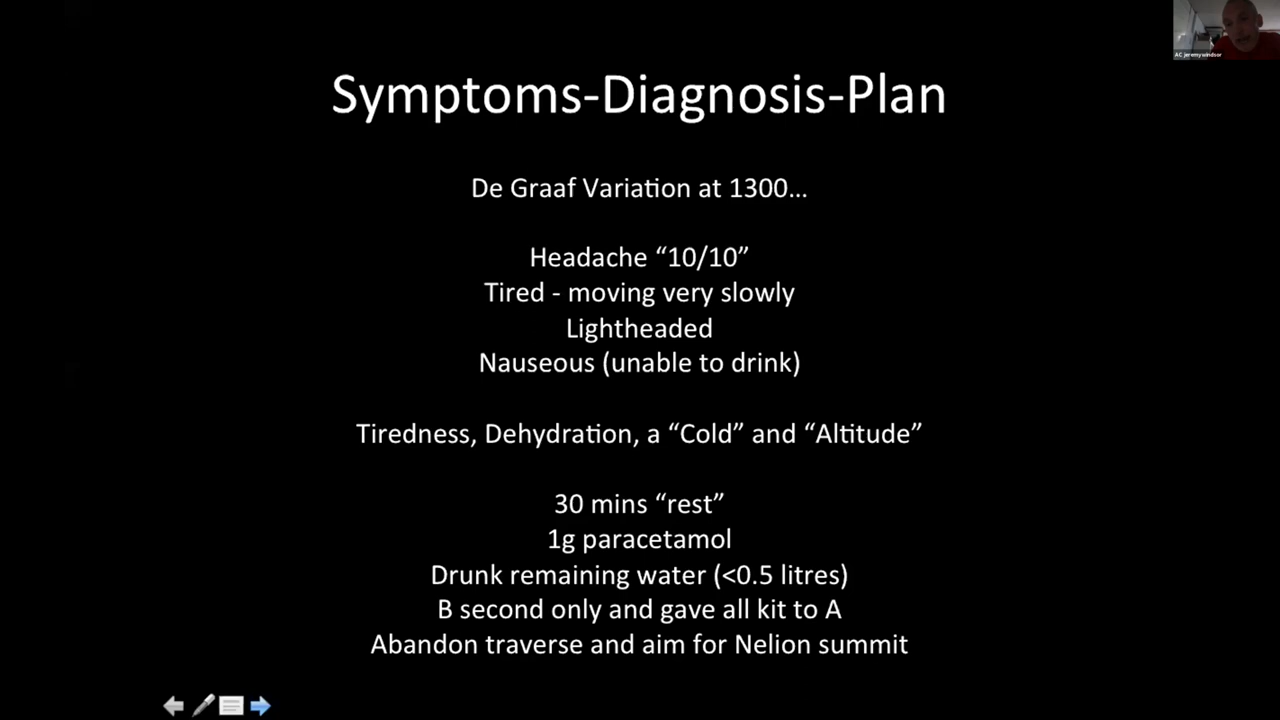 AC jeremywindsor
Symptoms-Diagnosis-Plan
De Graaf Variation at 1300...
Headache “10/10”
Tired - moving very slowly
Lightheaded
Nauseous (unable to drink)
Tiredness, Dehydration, a “Cold” and “Altitude”
30 mins “rest”
1g paracetamol
Drunk remaining water (<0.5 litres)
B second only and gave all kit to A
Abandon traverse and aim for Nelion summit